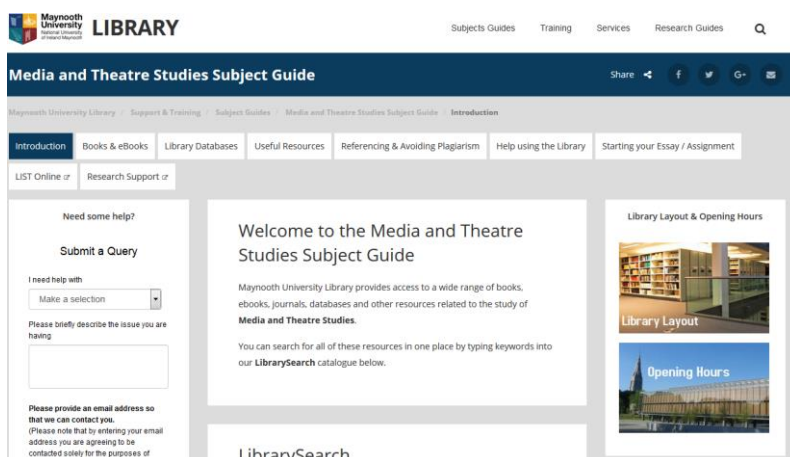 Maynooth
University
National University
of Ireland Maynooth
LIBRARY
Subjects Guides Training Services Research Guides
Media and Theatre Studies Subject Guide
Share
Maynooth University Library / Support & Training / Subject Guides / Media and Theatre Studies Subject Guide / Introduction
Introduction Books & eBooks Library Databases Useful Resources Referencing & Avoiding Plagiarism Help using the Library Starting your Essay / Assignment
LIST Online Research Support
Need some help?
Submit a Query
I need help with
Make a selection
Please briefly describe the issue you are
having
Please provide an email address so
that we can contact you.
(Please note that by entering your email
address you are agreeing to be
contacted solely for the purposes of
Welcome to the Media and Theatre
Studies Subject Guide
Maynooth University Library provides access to a wide range of books,
ebooks, journals, databases and other resources related to the study of
Media and Theatre Studies.
You can search for all of these resources in one place by typing keywords into
our LibrarySearch catalogue below.
LibrarySearch
Library Layout & Opening Hours
Library Layout
Opening Hours